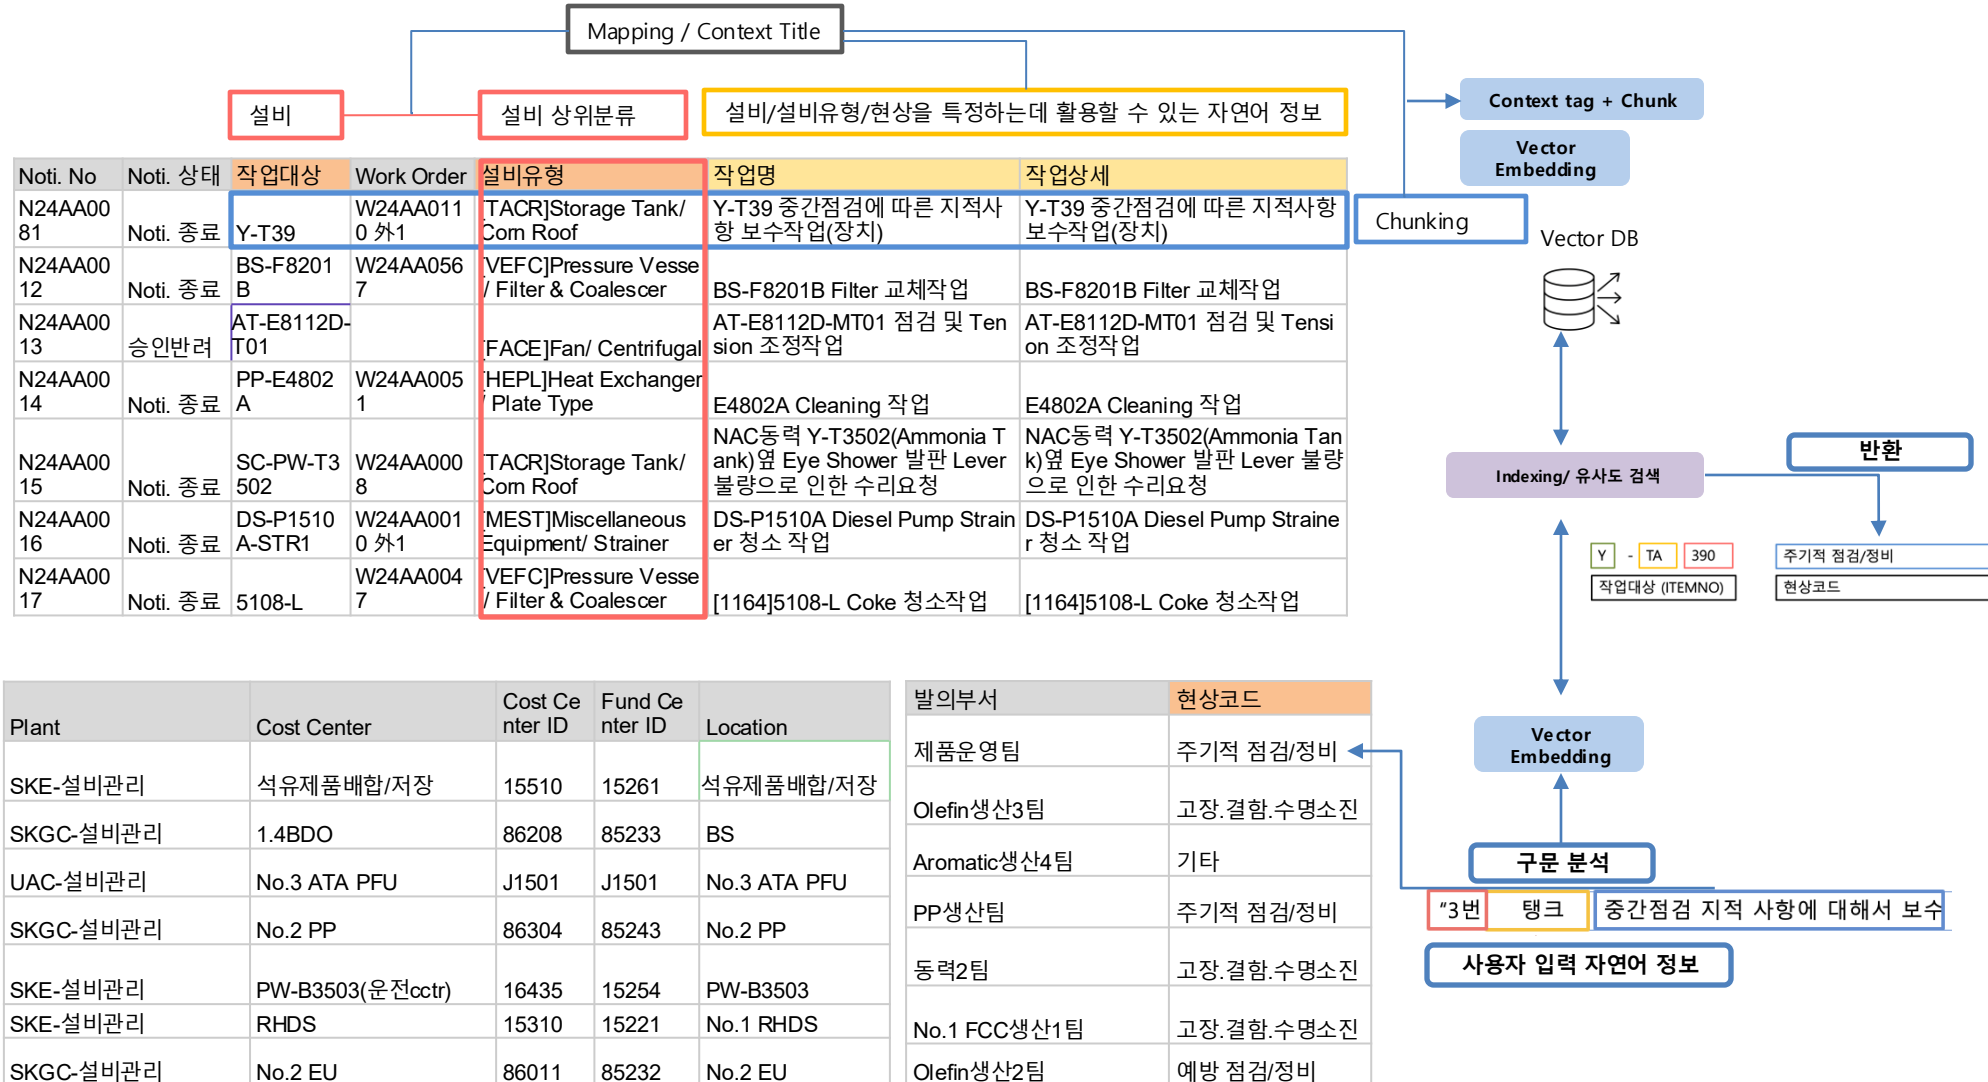 Mapping / Context Title
설비
설비 상위분류
설비/설비유형/현상을 특정하는데 활용할 수 있는 자연어 정보
Context tag + Chunk
Vector
Embedding
Noti. No Noti. 상태 작업대상 Work Order 설비유형 작업명 작업상세
N24AA00
81 Noti. 종료 Y-T39 W24AA011
0 外1 [TACR]Storage Tank/
Corn Roof Y-T39 중간점검에 따른 지적사
항 보수작업(장치) Y-T39 중간점검에 따른 지적사항
보수작업(장치)
N24AA00
12 Noti. 종료 BS-F8201
B W24AA056
7 [VEFC]Pressure Vesse
/ Filter & Coalescer BS-F8201B Filter 교체작업 BS-F8201B Filter 교체작업
N24AA00
13 승인반려 AT-E8112D-
T01 [FACE]Fan/ Centrifugal AT-E8112D-MT01 점검 및 Ten
sion 조정작업 AT-E8112D-MT01 점검 및 Tensi
on 조정작업
N24AA00
14 Noti. 종료 PP-E4802
A W24AA005
1 [HEPL]Heat Exchanger
/ Plate Type E4802A Cleaning 작업 E4802A Cleaning 작업
N24AA00
15 Noti. 종료 SC-PW-T3
502 W24AA000
8 [TACR]Storage Tank/
Corn Roof NAC동력 Y-T3502(Ammonia T
ank)옆 Eye Shower 발판 Lever
불량으로 인한 수리요청 NAC동력 Y-T3502(Ammonia Tan
k)옆 Eye Shower 발판 Lever 불량
으로 인한 수리요청
N24AA00
16 Noti. 종료 DS-P1510
A-STR1 W24AA001
0 外1 [MEST]Miscellaneous
Equipment/ Strainer DS-P1510A Diesel Pump Strain
er 청소 작업 DS-P1510A Diesel Pump Straine
r 청소 작업
N24AA00
17 Noti. 종료 5108-L W24AA004
7 [VEFC]Pressure Vesse
/ Filter & Coalescer [1164]5108-L Coke 청소작업 [1164]5108-L Coke 청소작업
Chunking
Vector DB
Indexing/ 유사도 검색
반환
Y - TA 390
작업대상 (ITEMNO)
주기적 점검/정비
현상코드
Vector
Embedding
구문 분석
“3번 탱크 중간점검 지적 사항에 대해서 보수
사용자 입력 자연어 정보
Plant Cost Center Cost Ce
nter ID Fund Ce
nter ID Location
SKE-설비관리 석유제품배합/저장 15510 15261 석유제품배합/저장
SKGC-설비관리 1.4BDO 86208 85233 BS
UAC-설비관리 No.3 ATA PFU J1501 J1501 No.3 ATA PFU
SKGC-설비관리 No.2 PP 86304 85243 No.2 PP
SKE-설비관리 PW-B3503(운전cctr) 16435 15254 PW-B3503
SKE-설비관리 RHDS 15310 15221 No.1 RHDS
SKGC-설비관리 No.2 EU 86011 85232 No.2 EU
발의부서 현상코드
제품운영팀 주기적 점검/정비
Olefin생산3팀 고장.결함.수명소진
Aromatic생산4팀 기타
PP생산팀 주기적 점검/정비
동력2팀 고장.결함.수명소진
No.1 FCC생산1팀 고장.결함.수명소진
Olefin생산2팀 예방 점검/정비